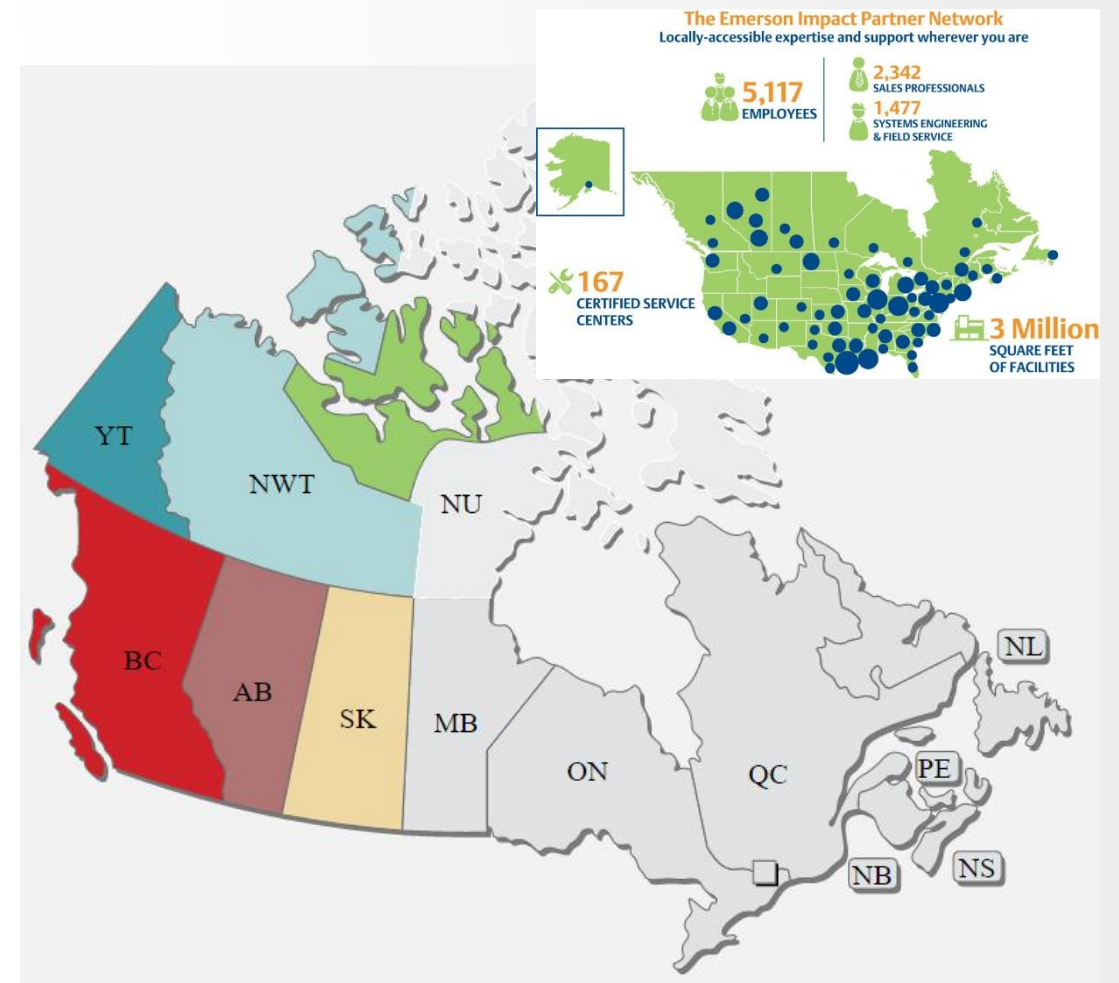 The Emerson Impact Partner Network
Locally-accessible expertise and support wherever you are
5,117
EMPLOYEES
2,342
SALES PROFESSIONALS
1,477
SYSTEMS ENGINEERING
& FIELD SERVICE
167
CERTIFIED SERVICE
CENTERS
3 Million
SQUARE FEET
OF FACILITIES
YT
NWT
NU
BC
AB
SK
MB
ON
QC
NL
PE
NB
NS